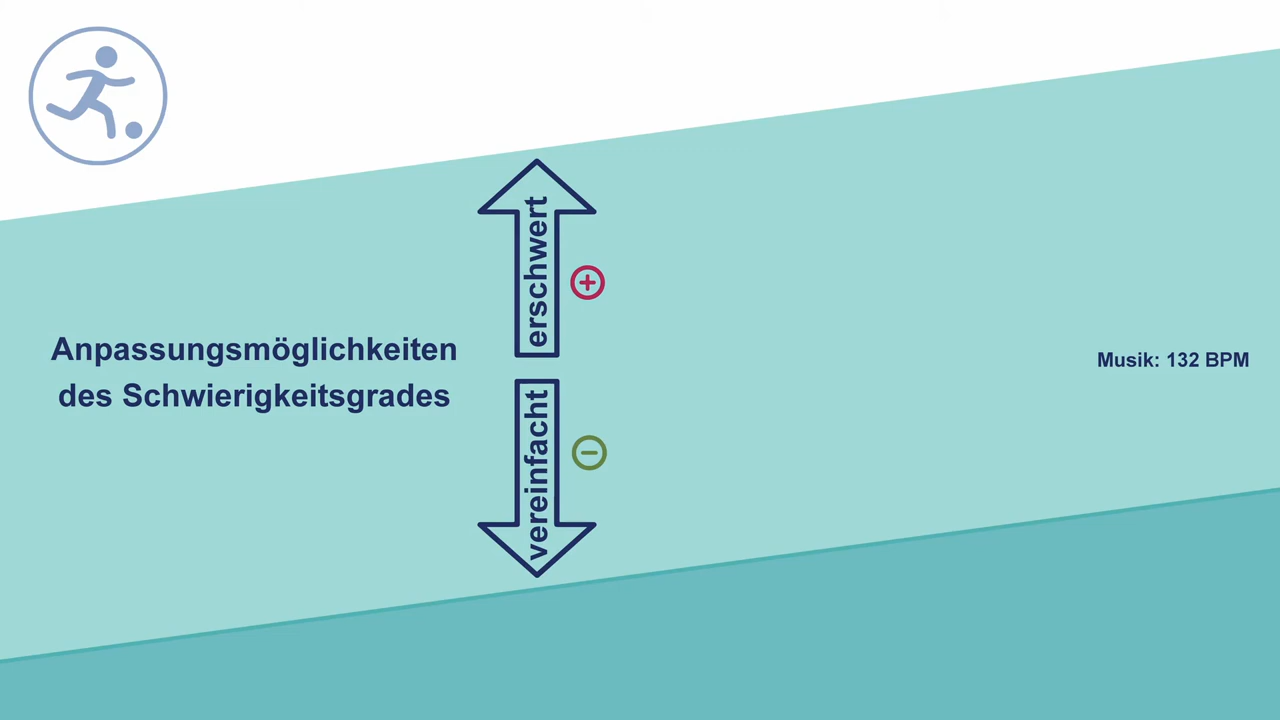 Anpassungsmöglichkeiten
des Schwierigkeitsgrades
erschwert
vereinfacht
Musik: 132 BPM